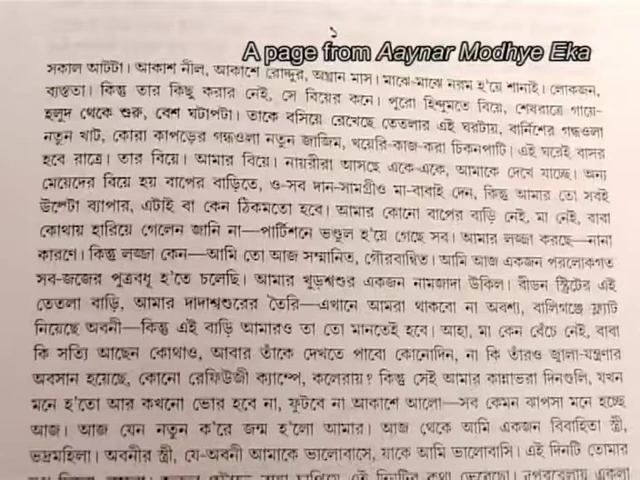 ১
A page from Aaynar Modhye Eka
সকাল আটটা। আকাশ নীল, আকাশে রোদ্দুর, অঘ্রান মাস। মাঝে-মাঝে নরম হ'য়ে শানাই। লোকজন,
ব্যস্ততা। কিন্তু তার কিছু করার নেই, সে বিয়ের কনে। পুরো হিন্দুমতে বিয়ে, শেষরাত্রে গায়ে-
হলুদ থেকে শুরু, বেশ ঘটাপটা। তাকে বসিয়ে রেখেছে তেতলার এই ঘরটায়, বার্নিশের গন্ধওলা
নতুন খাট, কোরা কাপড়ের গন্ধওলা নতুন জাজিম, খয়েরি-কাজ-করা চিকনপাটি। এই ঘরেই বাসর
হবে রাত্রে। তার বিয়ে। আমার বিয়ে। নায়রীরা আসছে একে-একে, আমাকে দেখে যাচ্ছে। অন্য
মেয়েদের বিয়ে হয় বাপের বাড়িতে, ও-সব দান-সামগ্রীও মা-বাবাই দেন, কিন্তু আমার তো সবই
উল্টো ব্যাপার, এটাই বা কেন ঠিকমতো হবে। আমার কোনো বাপের বাড়ি নেই, মা নেই, বাবা
কোথায় হারিয়ে গেলেন জানি না—পার্টিশনে ভণ্ডুল হ'য়ে গেছে সব। আমার লজ্জা করছে—নানা
কারণে। কিন্তু লজ্জা কেন—আমি তো আজ সম্মানিত, গৌরবান্বিত। আমি আজ একজন পরলোকগত
সব-জজের পুত্রবধূ হ'তে চলেছি। আমার খুড়শ্বশুর একজন নামজাদা উকিল। বীডন স্ট্রিটের এই
তেতলা বাড়ি, আমার দাদাশ্বশুরের তৈরি—এখানে আমরা থাকবো না অবশ্য, বালিগঞ্জে ফ্ল্যাট
নিয়েছে অবনী—কিন্তু এই বাড়ি আমারও তা তো মানতেই হবে। আহা, মা কেন বেঁচে নেই, বাবা
কি সত্যি আছেন কোথাও, আবার তাঁকে দেখতে পাবো কোনোদিন, না কি তাঁরও জ্বালা-যন্ত্রণার
অবসান হয়েছে, কোনো রেফিউজী ক্যাম্পে, কলেরায়? কিন্তু সেই আমার কান্নাভরা দিনগুলি, যখন
মনে হ'তো আর কখনো ভোর হবে না, ফুটবে না আকাশে আলো—সব কেমন ঝাপসা মনে হচ্ছে
আজ। আজ যেন নতুন ক'রে জন্ম হ'লো আমার। আজ থেকে আমি একজন বিবাহিতা স্ত্রী,
ভদ্রমহিলা। অবনীর স্ত্রী, যে-অবনী আমাকে ভালোবাসে, যাকে আমি ভালোবাসি। এই দিনটি তোমার